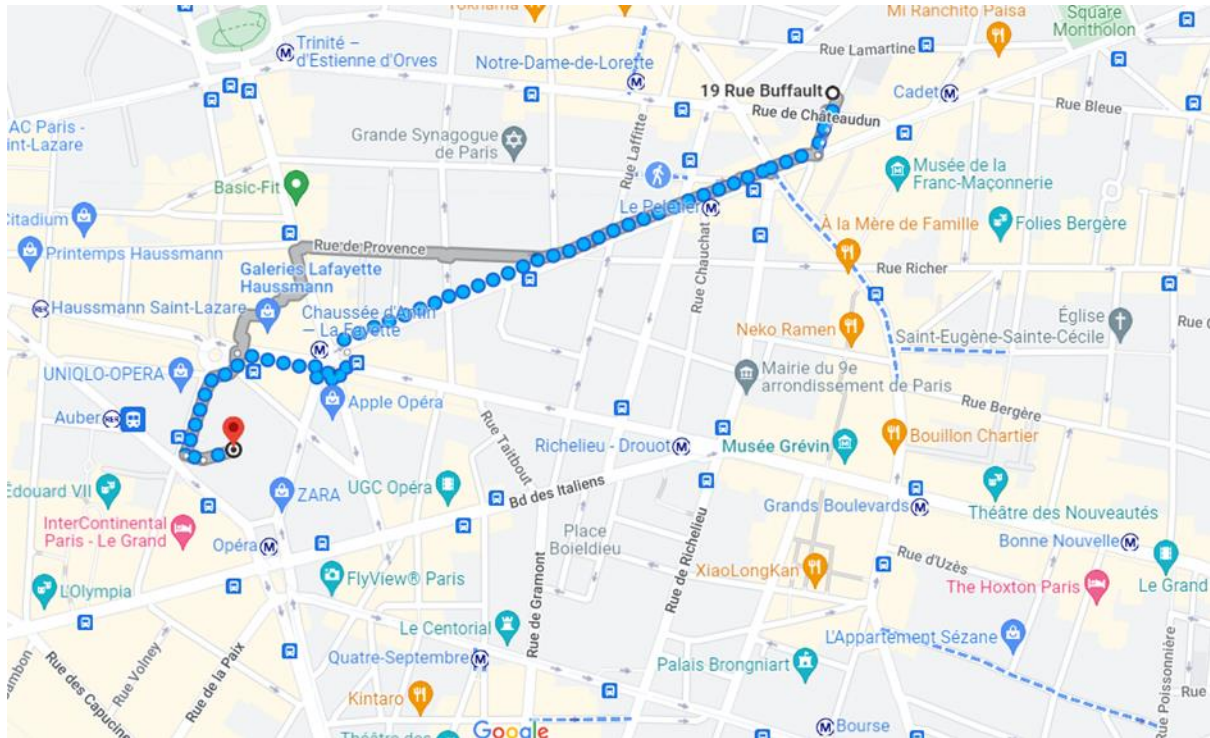 Yokhama
Mi Ranchito Paisa
Square
Montholon
Trinité –
d'Estienne d'Orves
Rue Lamartine
Notre-Dame-de-Lorette
19 Rue Buffault
Cadet
Rue Bleue
Rue de Châteaudun
AC Paris -
int-Lazare
Grande Synagogue
de Paris
Rue Laffitte
Musée de la
Franc-Maçonnerie
Basic-Fit
Le Peletier
Citadium
À la Mère de Famille
Folies Bergère
Printemps Haussmann
Rue de Provence
Rue Chauchat
Rue Richer
Galeries Lafayette
Haussmann
Haussmann Saint-Lazare
Chaussée d'Antin
– La Fayette
Neko Ramen
Église
Saint-Eugène-Sainte-Cécile
Rue C
UNIQLO-OPERA
Mairie du 9e
arrondissement de Paris
Apple Opéra
Rue Bergère
Auber
RER
Rue Taitbout
Richelieu - Drouot
Musée Grévin
Bouillon Chartier
Édouard VII
ZARA
UGC Opéra
Bd des Italiens
Grands Boulevards
Théâtre des Nouveautés
InterContinental
Paris - Le Grand
Opéra
Place
Boieldieu
Rue de Richelieu
Bonne Nouvelle
Rue d'Uzès
L'Olympia
FlyView® Paris
Rue de Gramont
XiaoLongKan
The Hoxton Paris
Le Grand
Le Centorial
L'Appartement Sézane
Rue Volney
Rue de la Paix
Quatre-Septembre
Palais Brongniart
Rue Poissonnière
Rue
ambon
Rue des Capucine
Kintaro
Google
Bourse
Théâtre des